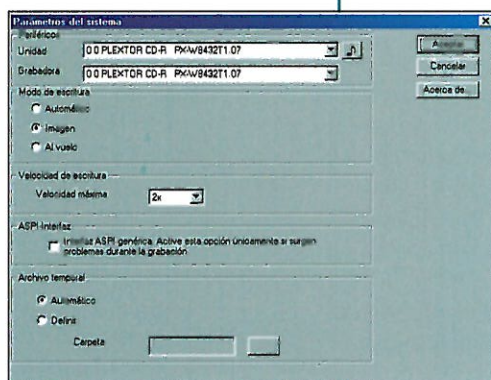 Parámetros del sistema
Periféricos
Unidad
0:0 PLEXTOR CD-R PX-W8432T1.07
Grabadora
0:0 PLEXTOR CD-R PX-W8432T1.07
Aceptar
Cancelar
Acerca de...
Modo de escritura
Automático
Imagen
Al vuelo
Velocidad de escritura
Velocidad máxima
2x
ASPI-Interfaz
Interfaz ASPI genérica. Active esta opción únicamente si surgen
problemas durante la grabación
Archivo temporal
Automático
Definir
Carpeta